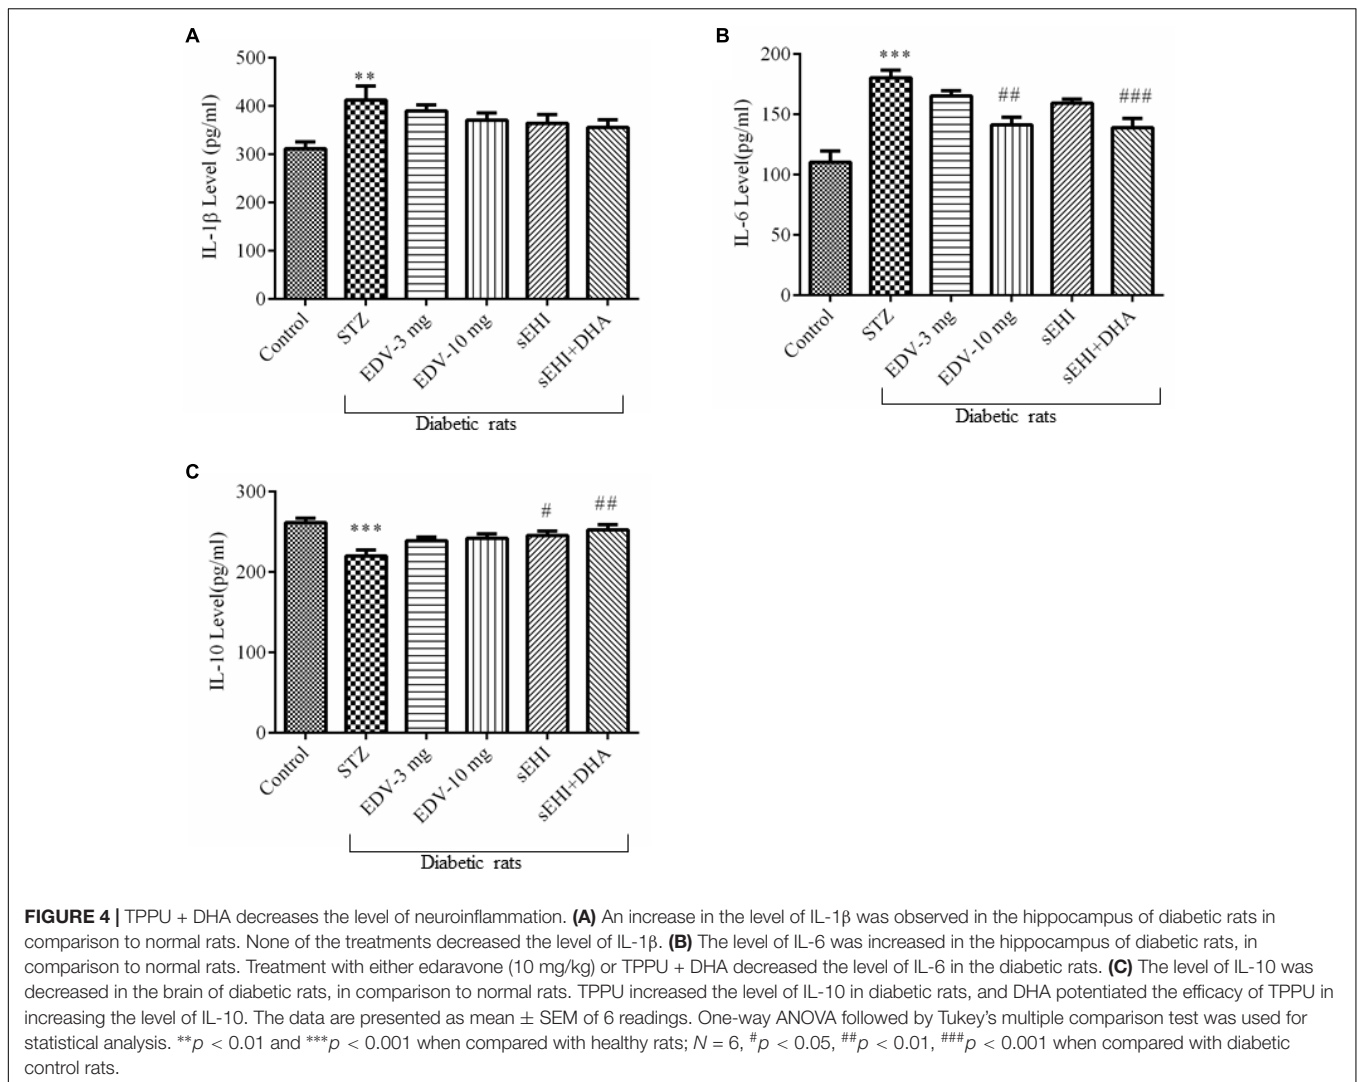 A
500
400
300
200
100
0
IL-1β Level (pg/ml)
**
Control
STZ
EDV-3 mg
EDV-10 mg
sEHI
sEHI+DHA
Diabetic rats
B
200
150
100
50
0
IL-6 Level(pg/ml)
***
##
###
Control
STZ
EDV-3 mg
EDV-10 mg
sEHI
sEHI+DHA
Diabetic rats
C
300
200
100
0
IL-10 Level(pg/ml)
***
#
##
Control
STZ
EDV-3 mg
EDV-10 mg
sEHI
sEHI+DHA
Diabetic rats
FIGURE 4 | TPPU + DHA decreases the level of neuroinflammation. (A) An increase in the level of IL-1β was observed in the hippocampus of diabetic rats in
comparison to normal rats. None of the treatments decreased the level of IL-1β. (B) The level of IL-6 was increased in the hippocampus of diabetic rats, in
comparison to normal rats. Treatment with either edaravone (10 mg/kg) or TPPU + DHA decreased the level of IL-6 in the diabetic rats. (C) The level of IL-10 was
decreased in the brain of diabetic rats, in comparison to normal rats. TPPU increased the level of IL-10 in diabetic rats, and DHA potentiated the efficacy of TPPU in
increasing the level of IL-10. The data are presented as mean ± SEM of 6 readings. One-way ANOVA followed by Tukey's multiple comparison test was used for
statistical analysis. **p < 0.01 and ***p < 0.001 when compared with healthy rats; N = 6, #p < 0.05, ##p < 0.01, ###p < 0.001 when compared with diabetic
control rats.